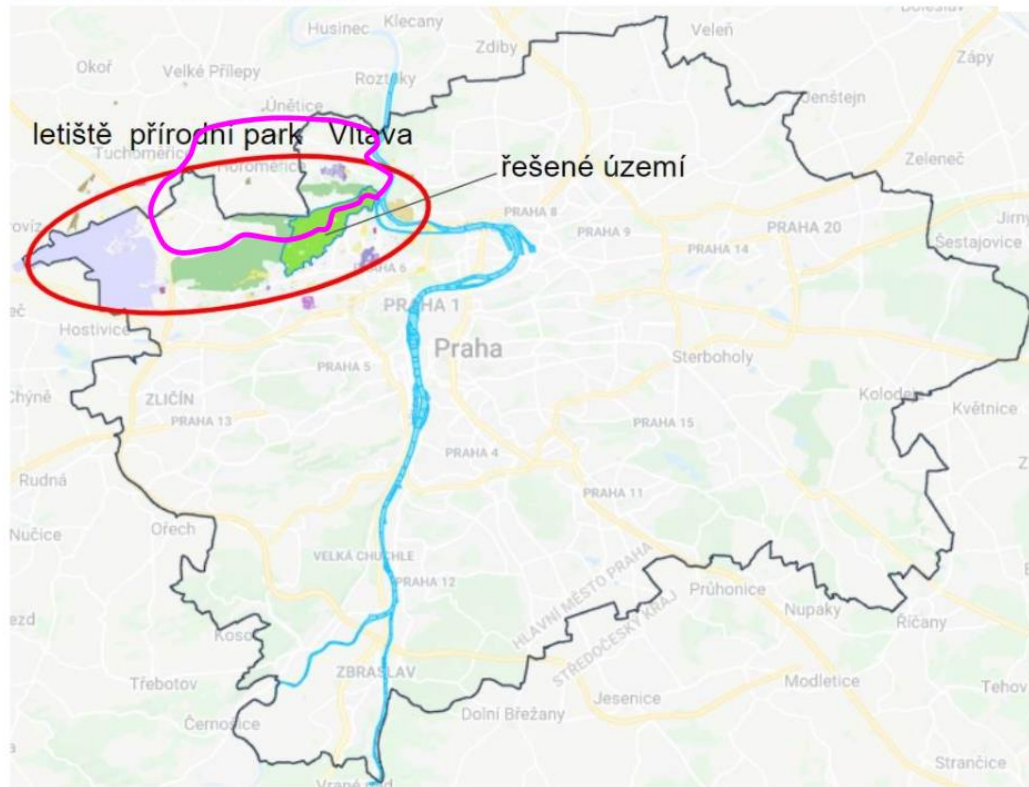 Husinec
Klecany
Veleň
Zdiby
Okoř
Velké Přílepy
Roztoky
Zápy
Únětice
Jenštejn
letiště přírodní park Vltava
Tuchoměřice
Horoměřice
řešené území
Zeleneč
PRAHA 8
PRAHA 9
PRAHA 20
PRAHA 14
Šestajovice
PRAHA 6
PRAHA 1
Hostivice
Praha
Sterboholy
PRAHA 5
Chýně
ZLIČÍN
Kolodej
Květnice
PRAHA 13
PRAHA 15
PRAHA 4
Rudná
PRAHA 11
Ořech
Nučice
VELKÁ CHUCHLE
PRAHA 12
HLAVNÍ MĚSTO PRAHA
STŘEDOČESKÝ KRAJ
Průhonice
Nupaky
Říčany
Koso
ZBRASLAV
Třebotov
Modletice
Jesenice
Dolní Břežany
Černošice
Strančice